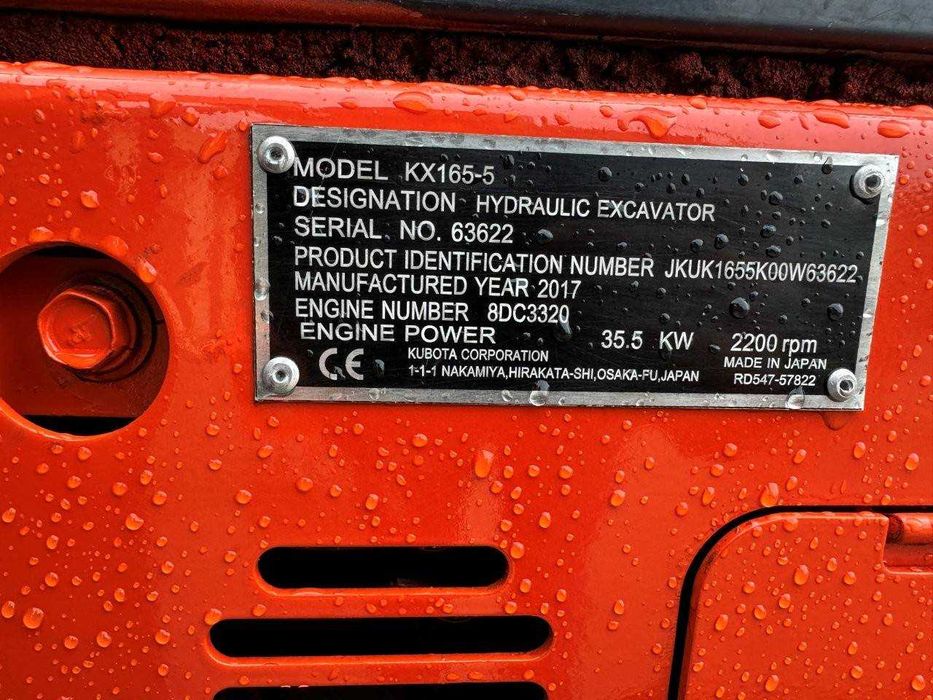 MODEL KX165-5
DESIGNATION HYDRAULIC EXCAVATOR
SERIAL NO. 63622
PRODUCT IDENTIFICATION NUMBER JKUK1655K00W63622
MANUFACTURED YEAR 2017
ENGINE NUMBER 8DC3320
ENGINE POWER 35.5 KW 2200 rpm
CE KUBOTA CORPORATION MADE IN JAPAN
1-1-1 NAKAMIYA,HIRAKATA-SHI,OSAKA-FU,JAPAN RD547-57822